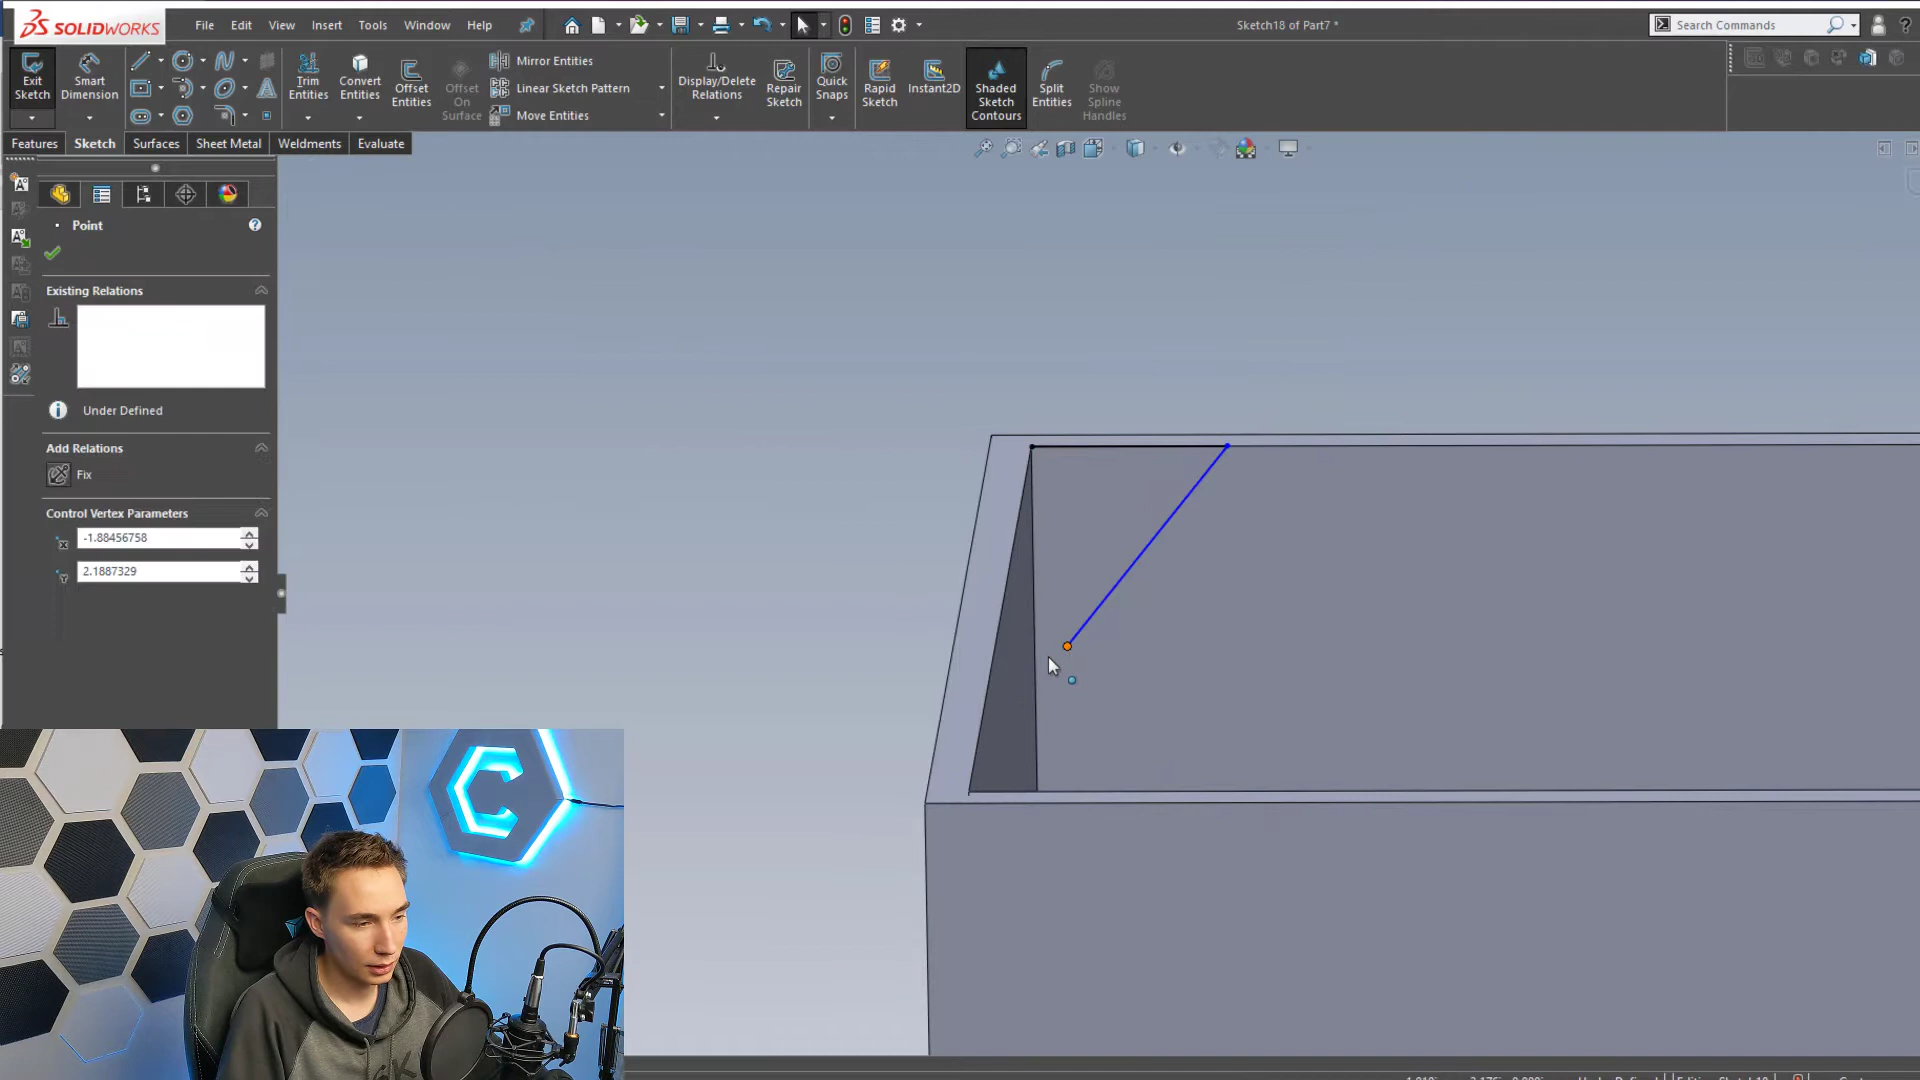 SOLIDWORKS File Edit View Insert Tools Window Help Sketch18 of Part7 * Search Commands ?
Exit Sketch
Smart Dimension
Trim Entities
Convert Entities
Offset Entities
Offset On Surface
Mirror Entities
Linear Sketch Pattern
Move Entities
Display/Delete Relations
Repair Sketch
Quick Snaps
Rapid Sketch
Instant2D
Shaded Sketch Contours
Split Entities
Show Spline Handles
Features Sketch Surfaces Sheet Metal Weldments Evaluate
Point
Existing Relations
Under Defined
Add Relations
Fix
Control Vertex Parameters
-1.88456758
2.1887329